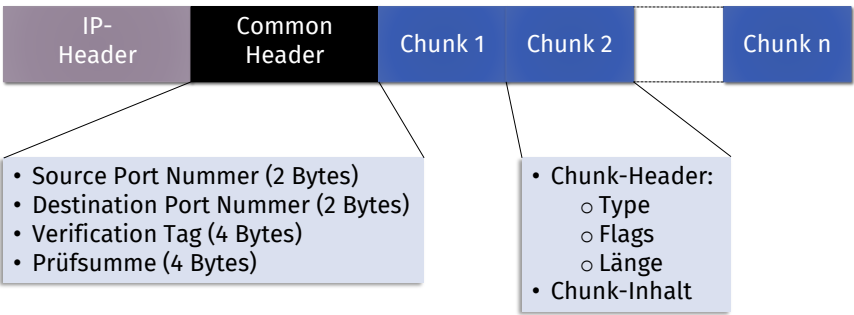 IP-
Header
Common
Header
Chunk 1
Chunk 2
Chunk n
• Source Port Nummer (2 Bytes)
• Destination Port Nummer (2 Bytes)
• Verification Tag (4 Bytes)
• Prüfsumme (4 Bytes)
• Chunk-Header:
o Type
o Flags
o Länge
• Chunk-Inhalt